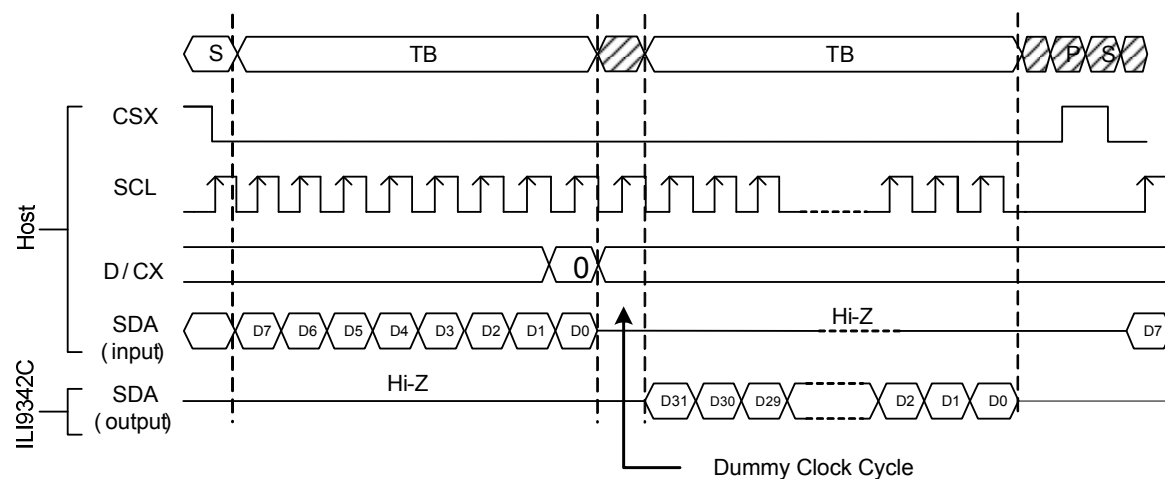 S TB TB P S
CSX
SCL
Host
D/CX 0
SDA
(input) D7 D6 D5 D4 D3 D2 D1 D0 Hi-Z D7
ILI9342C
SDA
(output) Hi-Z D31 D30 D29 D2 D1 D0
Dummy Clock Cycle